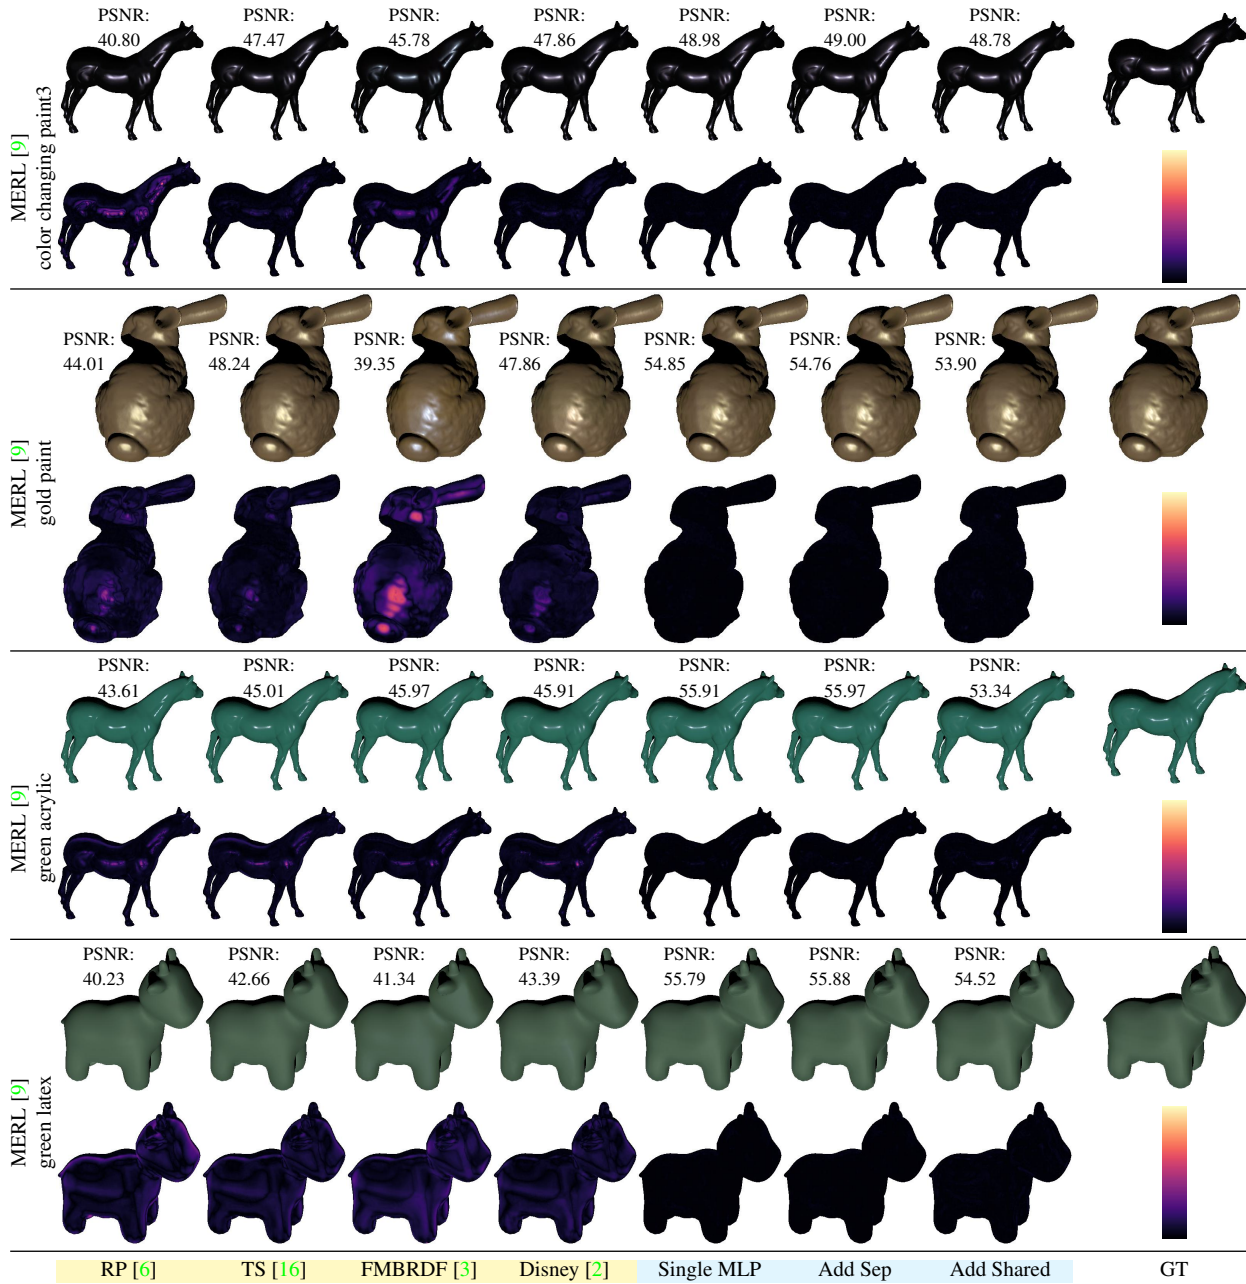 PSNR: PSNR: PSNR: PSNR: PSNR: PSNR: PSNR:
40.80 47.47 45.78 47.86 48.98 49.00 48.78
MERL [9]
color changing paint3
PSNR: PSNR: PSNR: PSNR: PSNR: PSNR: PSNR:
44.01 48.24 39.35 47.86 54.85 54.76 53.90
MERL [9]
gold paint
PSNR: PSNR: PSNR: PSNR: PSNR: PSNR: PSNR:
43.61 45.01 45.97 45.91 55.91 55.97 53.34
MERL [9]
green acrylic
PSNR: PSNR: PSNR: PSNR: PSNR: PSNR: PSNR:
40.23 42.66 41.34 43.39 55.79 55.88 54.52
MERL [9]
green latex
RP [6] TS [16] FMBRDF [3] Disney [2] Single MLP Add Sep Add Shared GT